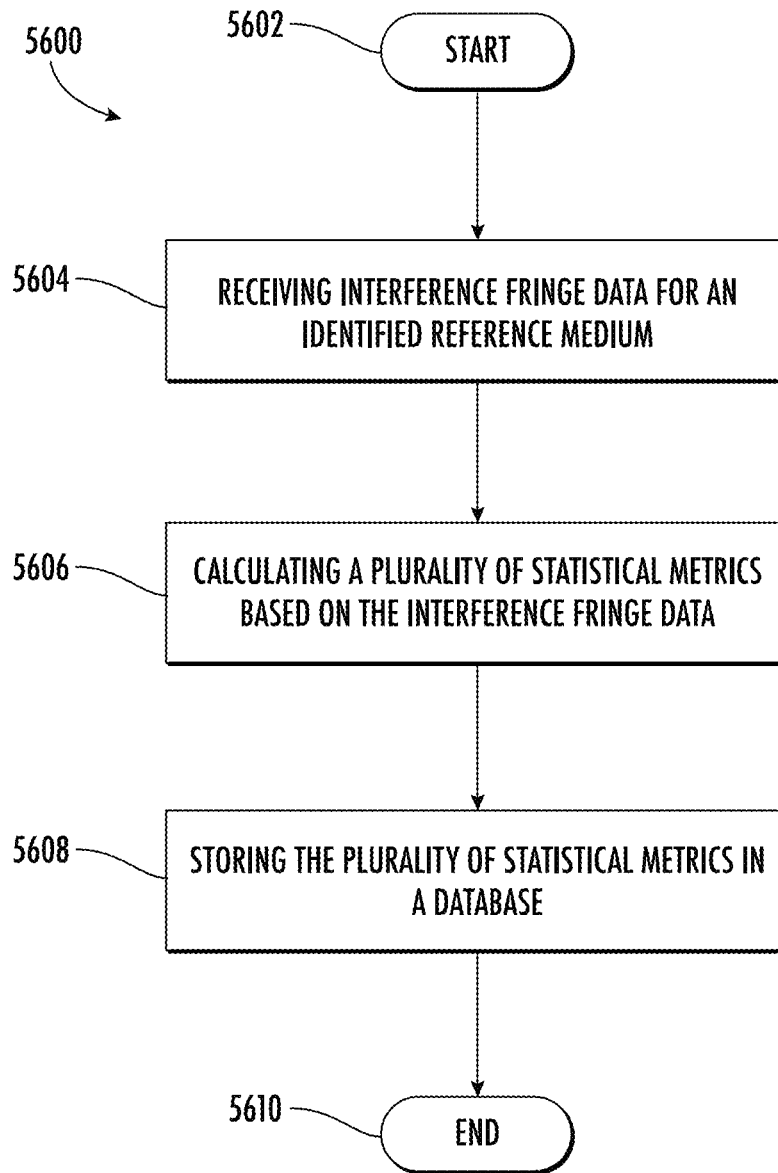 5600
5602
START
5604
RECEIVING INTERFERENCE FRINGE DATA FOR AN
IDENTIFIED REFERENCE MEDIUM
5606
CALCULATING A PLURALITY OF STATISTICAL METRICS
BASED ON THE INTERFERENCE FRINGE DATA
5608
STORING THE PLURALITY OF STATISTICAL METRICS IN
A DATABASE
5610
END